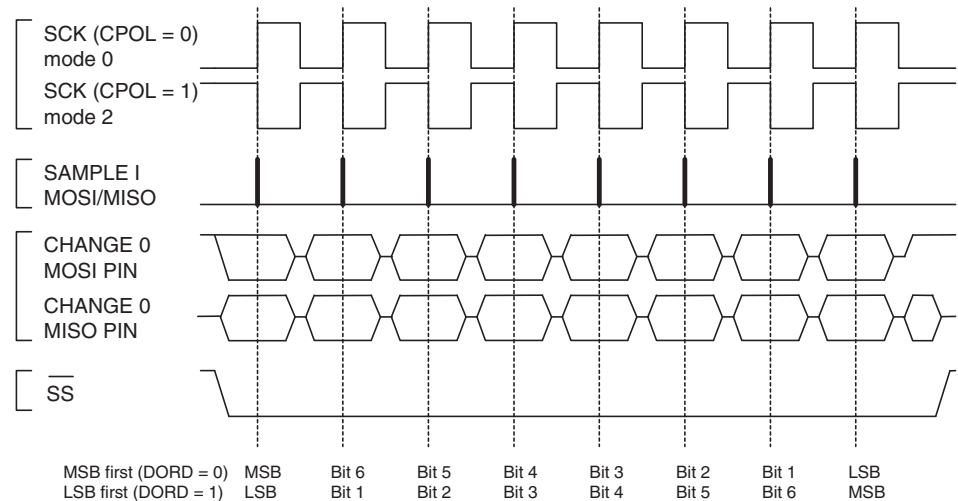 SCK (CPOL = 0)
mode 0
SCK (CPOL = 1)
mode 2
SAMPLE I
MOSI/MISO
CHANGE 0
MOSI PIN
CHANGE 0
MISO PIN
SS
MSB first (DORD = 0) MSB Bit 6 Bit 5 Bit 4 Bit 3 Bit 2 Bit 1 LSB
LSB first (DORD = 1) LSB Bit 1 Bit 2 Bit 3 Bit 4 Bit 5 Bit 6 MSB